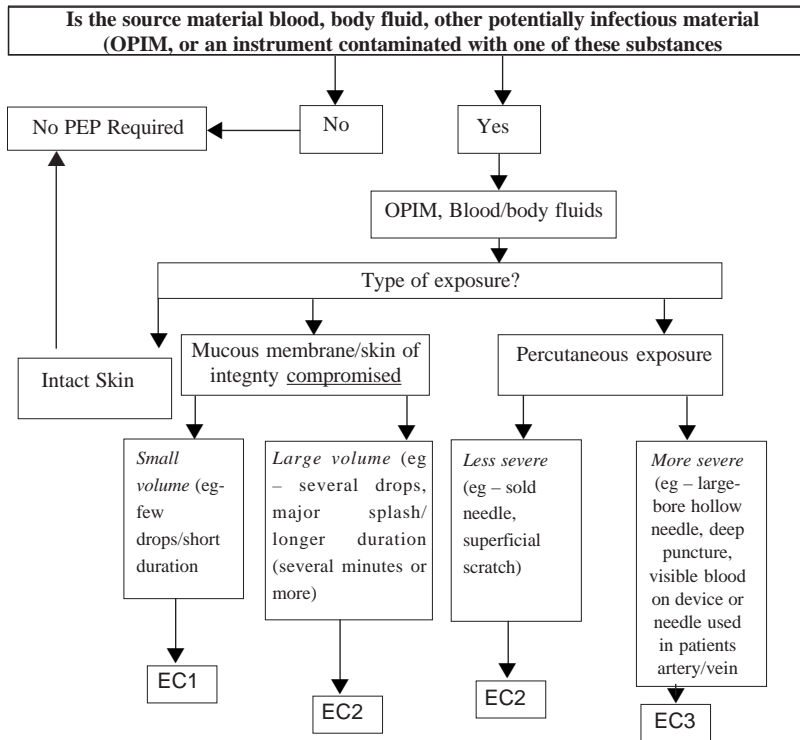 Is the source material blood, body fluid, other potentially infectious material
(OPIM, or an instrument contaminated with one of these substances
No PEP Required
No
Yes
OPIM, Blood/body fluids
Type of exposure?
Intact Skin
Mucous membrane/skin of
integnty compromised
Percutaneous exposure
Small
volume (eg-
few
drops/short
duration
Large volume (eg
– several drops,
major splash/
longer duration
(several minutes or
more)
Less severe
(eg – sold
needle,
superficial
scratch)
More severe
(eg – large-
bore hollow
needle, deep
puncture,
visible blood
on device or
needle used
in patients
artery/vein
EC1
EC2
EC2
EC3